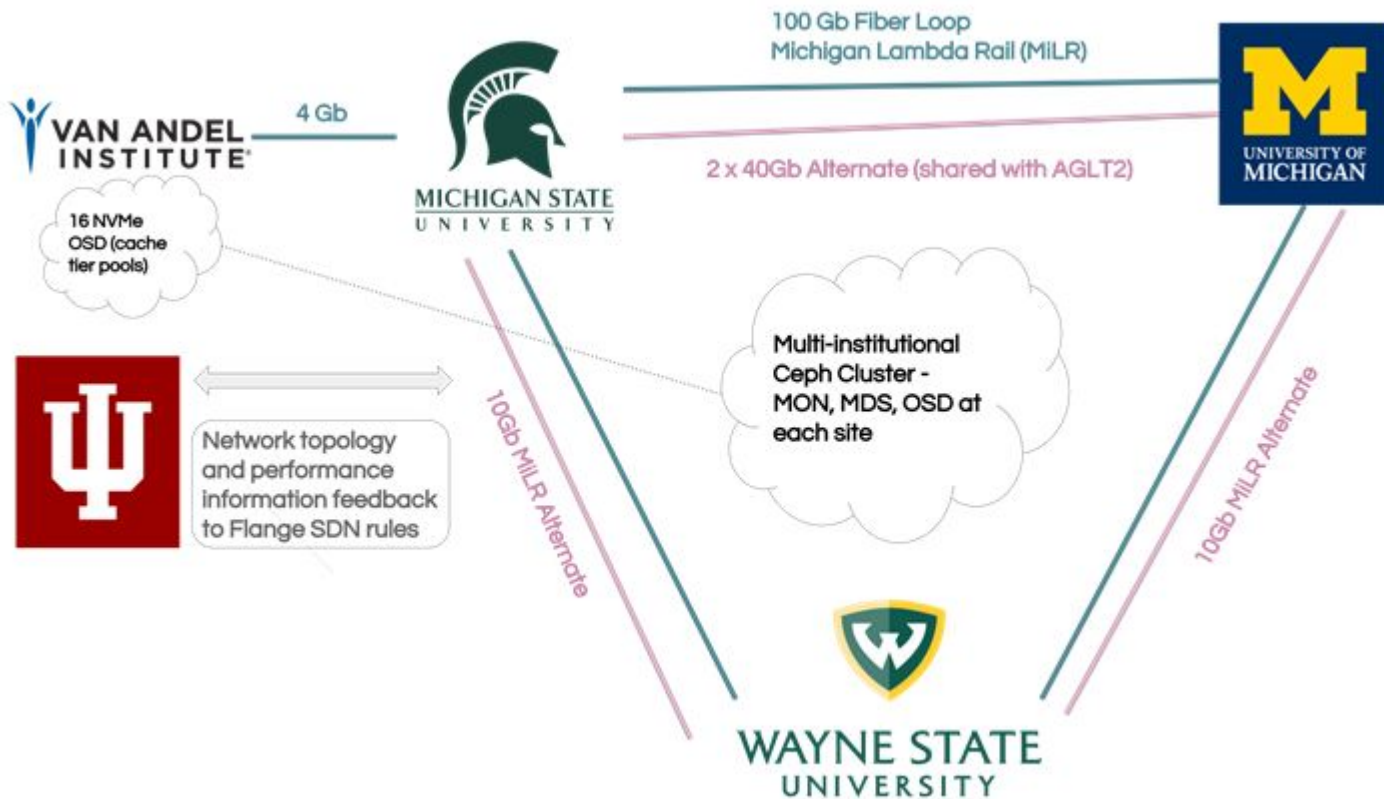 100 Gb Fiber Loop
Michigan Lambda Rail (MiLR)
4 Gb
VAN ANDEL
INSTITUTE®
MICHIGAN STATE
UNIVERSITY
2 x 40Gb Alternate (shared with AGLT2)
M
UNIVERSITY OF
MICHIGAN
16 NVMe
OSD (cache
tier pools)
Multi-institutional
Ceph Cluster -
MON, MDS, OSD at
each site
Network topology
and performance
information feedback
to Flange SDN rules
10Gb MiLR Alternate
10Gb MiLR Alternate
W
WAYNE STATE
UNIVERSITY